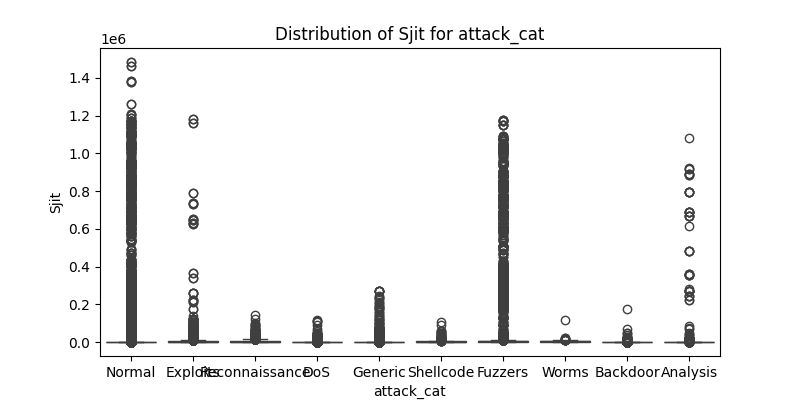 Distribution of Sjit for attack_cat
1e6
1.4
1.2
1.0
0.8
0.6
0.4
0.2
0.0
Sjit
Normal Exploits Reconnaissance DoS Generic Shellcode Fuzzers Worms Backdoor Analysis
attack_cat